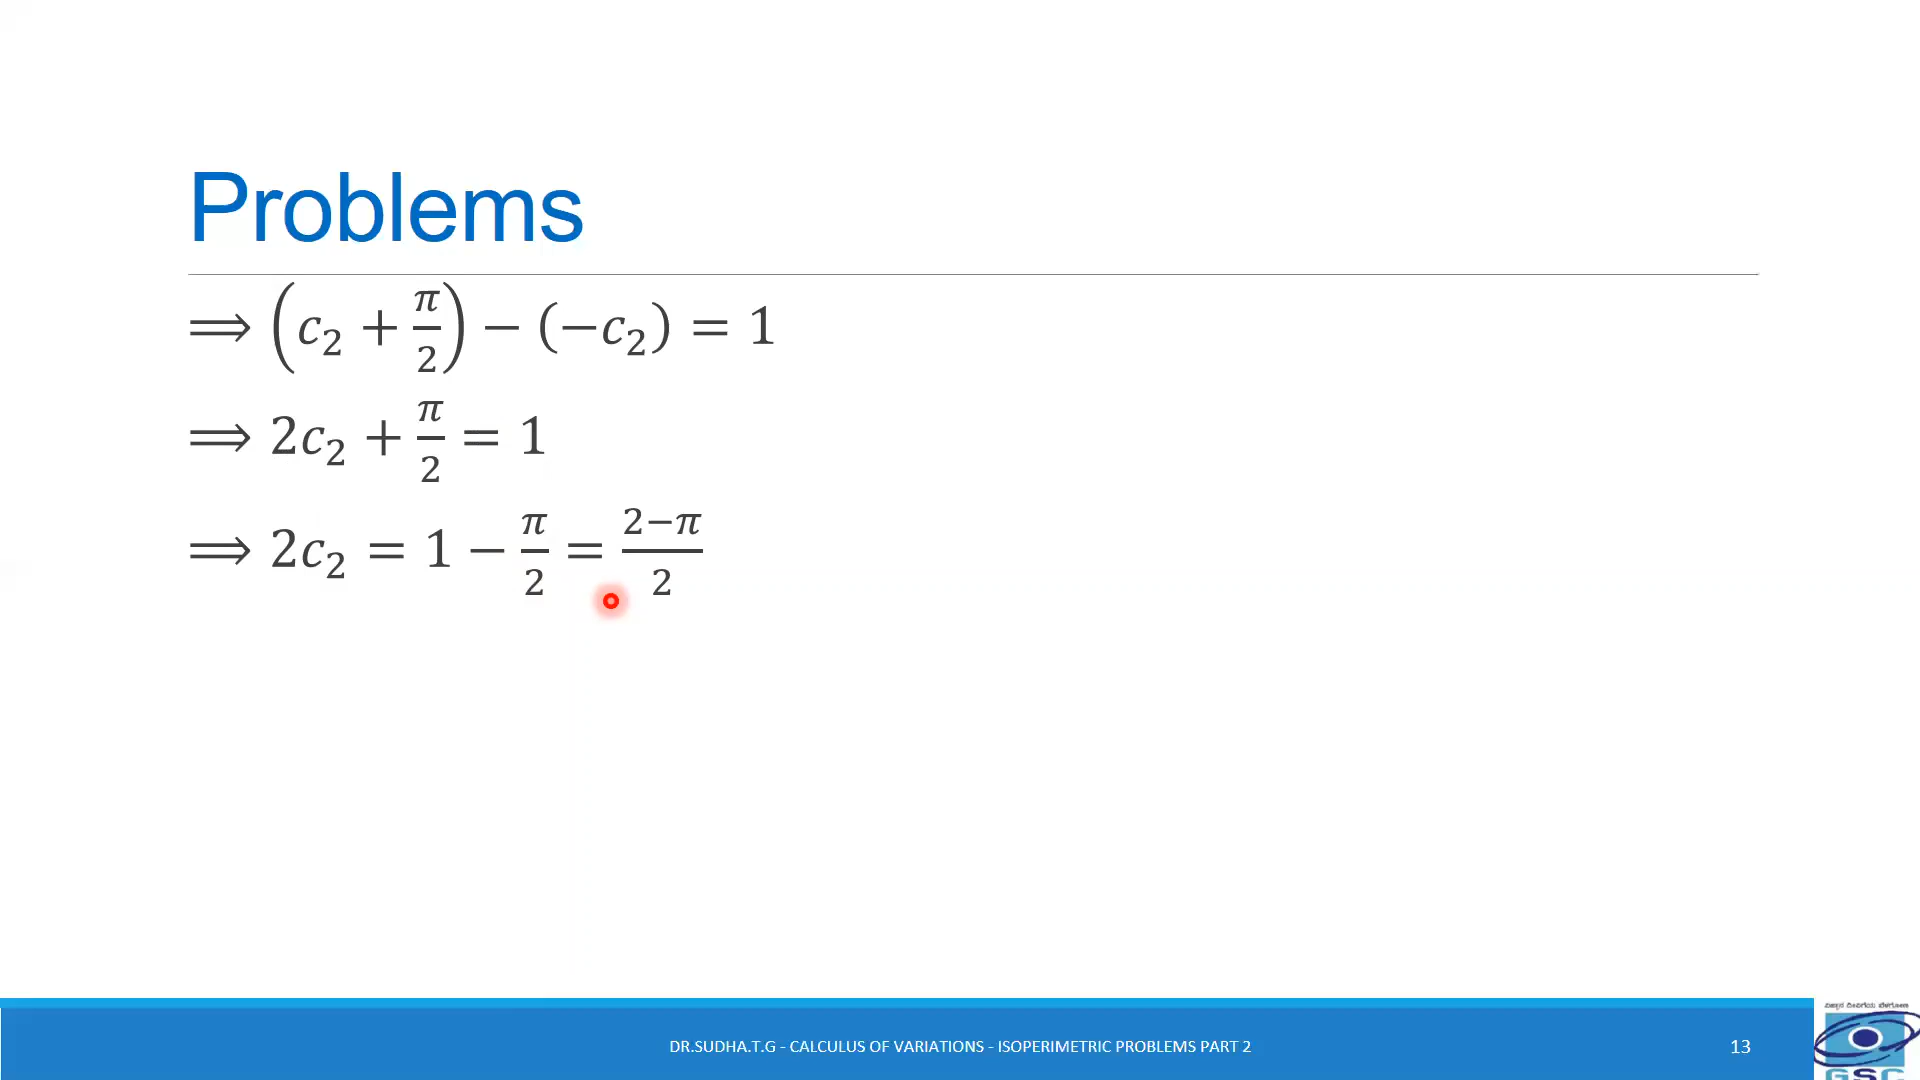 Problems
⟹ (c₂ + π/2) − (−c₂) = 1
⟹ 2c₂ + π/2 = 1
⟹ 2c₂ = 1 − π/2 = (2−π)/2
DR.SUDHA.T.G - CALCULUS OF VARIATIONS - ISOPERIMETRIC PROBLEMS PART 2
13
GSC